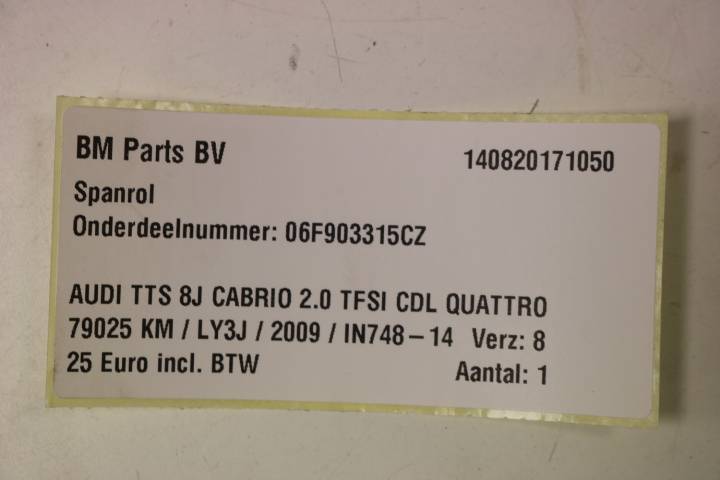 BM Parts BV 140820171050
Spanrol
Onderdeelnummer: 06F903315CZ
AUDI TTS 8J CABRIO 2.0 TFSI CDL QUATTRO
79025 KM / LY3J / 2009 / IN748-14 Verz: 8
25 Euro incl. BTW Aantal: 1